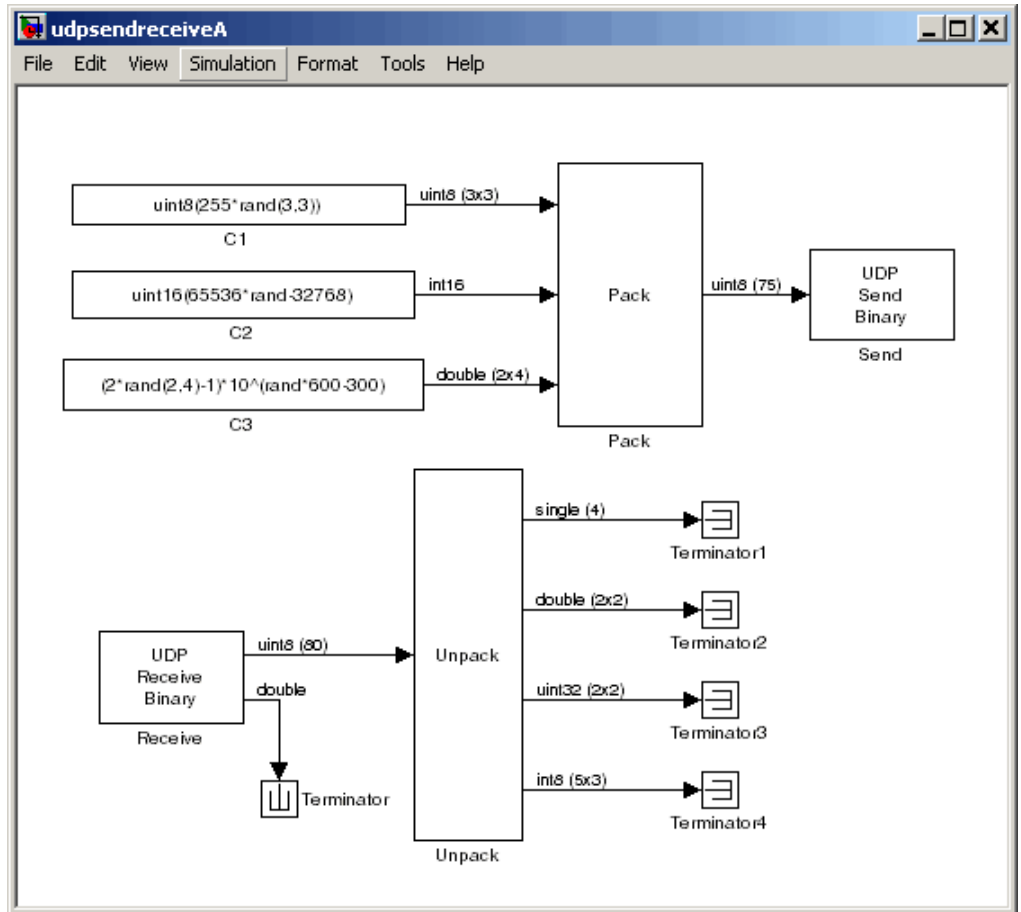 udpsendreceiveA
File Edit View Simulation Format Tools Help
uint8(255*rand(3,3))
uint8 (3x3)
C1
uint16(65536*rand-32768)
int16
C2
(2*rand(2,4)-1)*10^(rand*600-300)
double (2x4)
C3
Pack
Pack
uint8 (75)
UDP
Send
Binary
Send
UDP
Receive
Binary
Receive
uint8 (80)
double
Terminator
Unpack
Unpack
single (4)
Terminator1
double (2x2)
Terminator2
uint32 (2x2)
Terminator3
int8 (5x3)
Terminator4